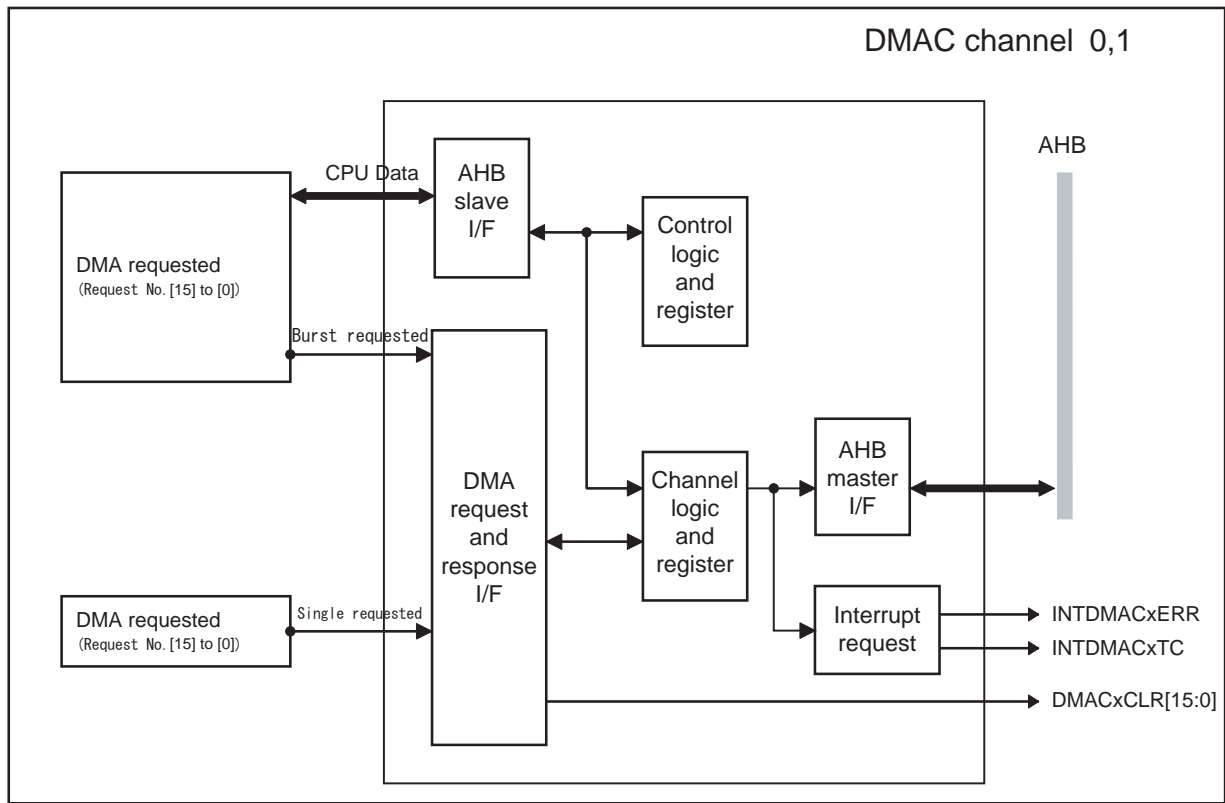 DMAC channel 0,1
AHB
CPU Data
AHB
slave
I/F
Control
logic
and
register
DMA requested
(Request No. [15] to [0])
Burst requested
DMA
request
and
response
I/F
Channel
logic
and
register
AHB
master
I/F
DMA requested
(Request No. [15] to [0])
Single requested
Interrupt
request
INTDMACxERR
INTDMACxTC
DMACxCLR[15:0]